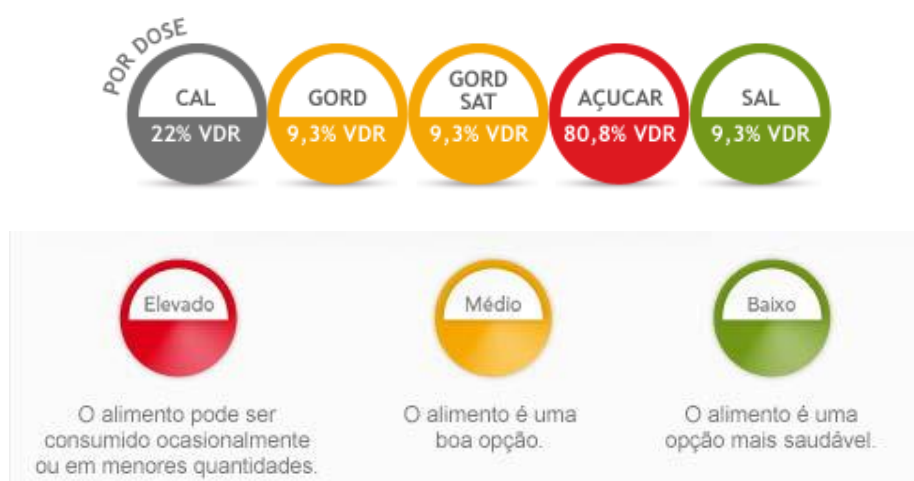 POR DOSE
CAL
22% VDR
GORD
9,3% VDR
GORD
SAT
9,3% VDR
AÇUCAR
80,8% VDR
SAL
9,3% VDR
Elevado
O alimento pode ser
consumido ocasionalmente
ou em menores quantidades.
Médio
O alimento é uma
boa opção.
Baixo
O alimento é uma
opção mais saudável.